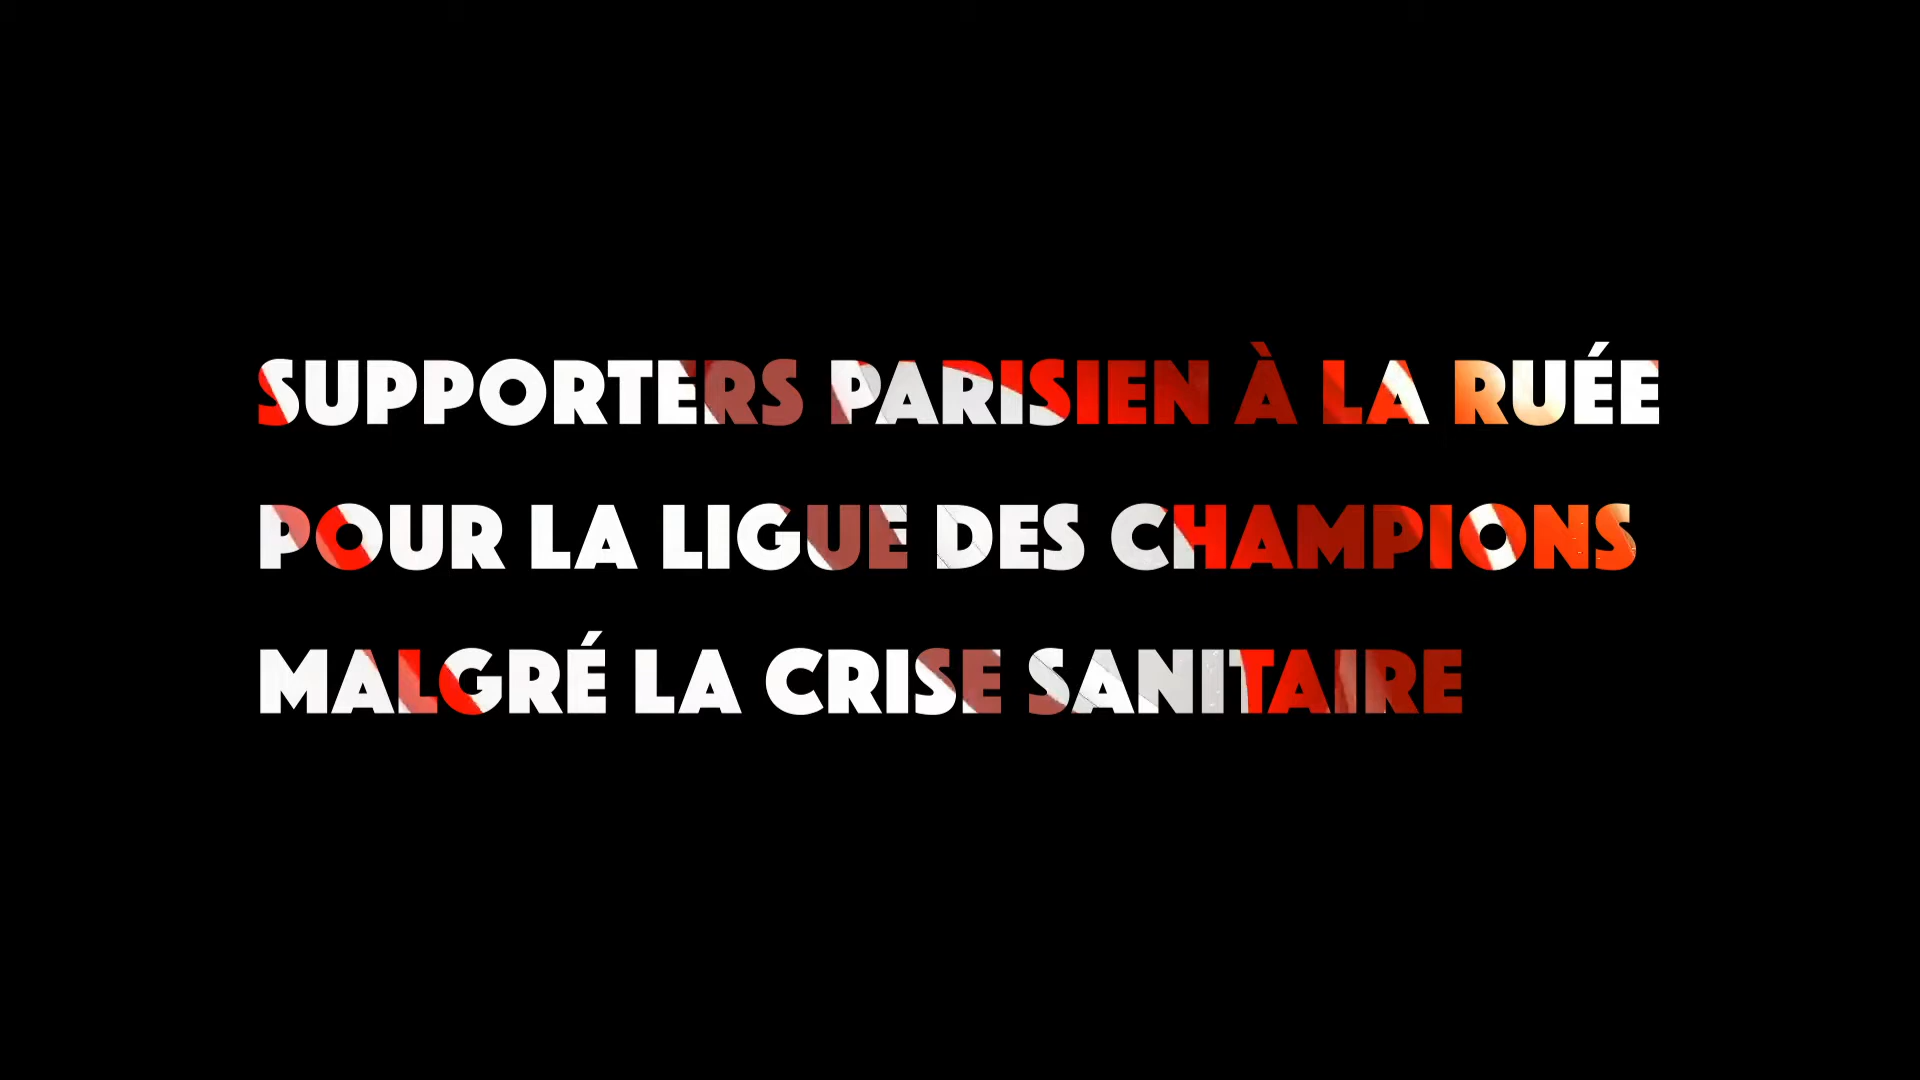 SUPPORTERS PARISIEN À LA RUÉE
POUR LA LIGUE DES CHAMPIONS
MALGRÉ LA CRISE SANITAIRE